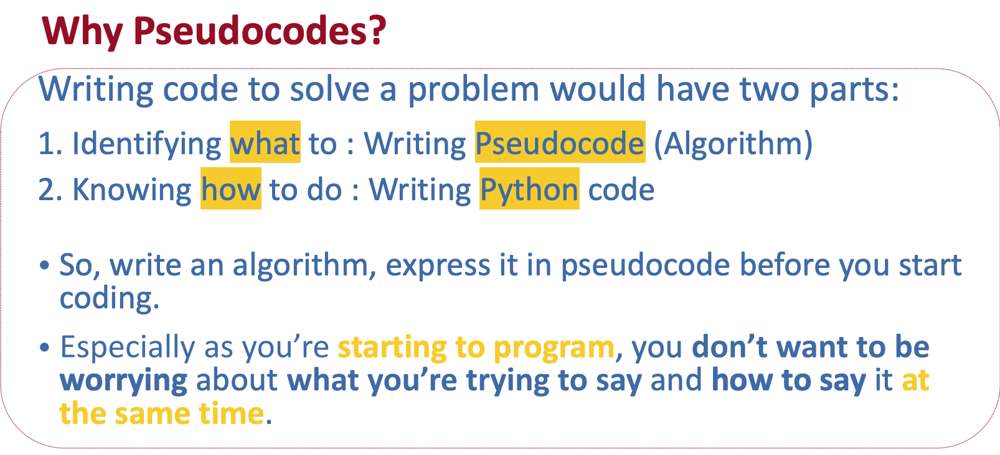 Why Pseudocodes?
Writing code to solve a problem would have two parts:
1. Identifying what to : Writing Pseudocode (Algorithm)
2. Knowing how to do : Writing Python code
• So, write an algorithm, express it in pseudocode before you start
coding.
• Especially as you’re starting to program, you don’t want to be
worrying about what you’re trying to say and how to say it at
the same time.